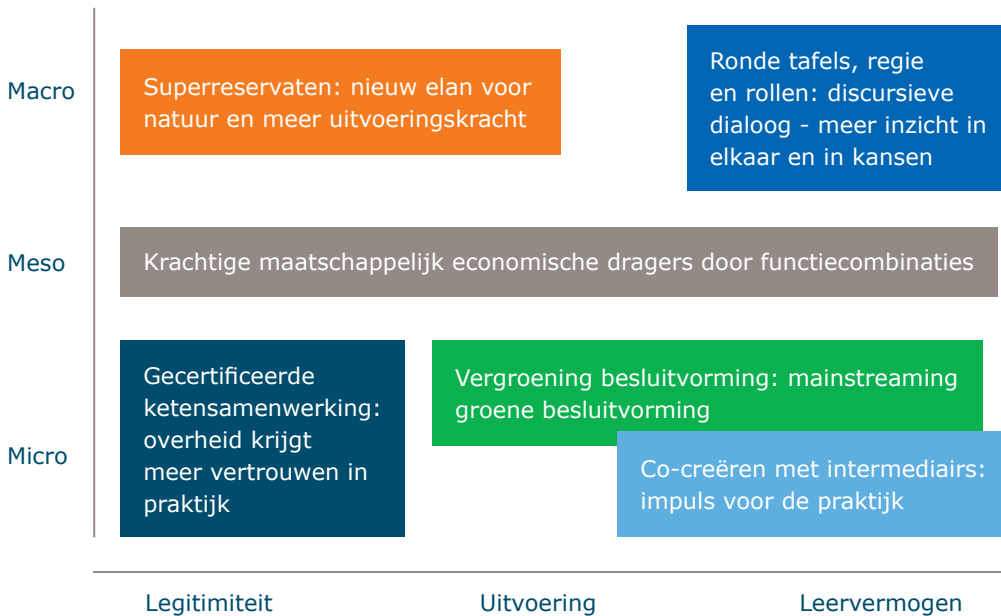 Macro
Superreservaten: nieuw elan voor
natuur en meer uitvoeringskracht
Ronde tafels, regie
en rollen: discursieve
dialoog - meer inzicht in
elkaar en in kansen
Meso
Krachtige maatschappelijk economische dragers door functiecombinaties
Micro
Gecertificeerde
ketensamenwerking:
overheid krijgt
meer vertrouwen in
praktijk
Vergroening besluitvorming: mainstreaming
groene besluitvorming
Co-creëren met intermediairs:
impuls voor de praktijk
Legitimiteit
Uitvoering
Leervermogen